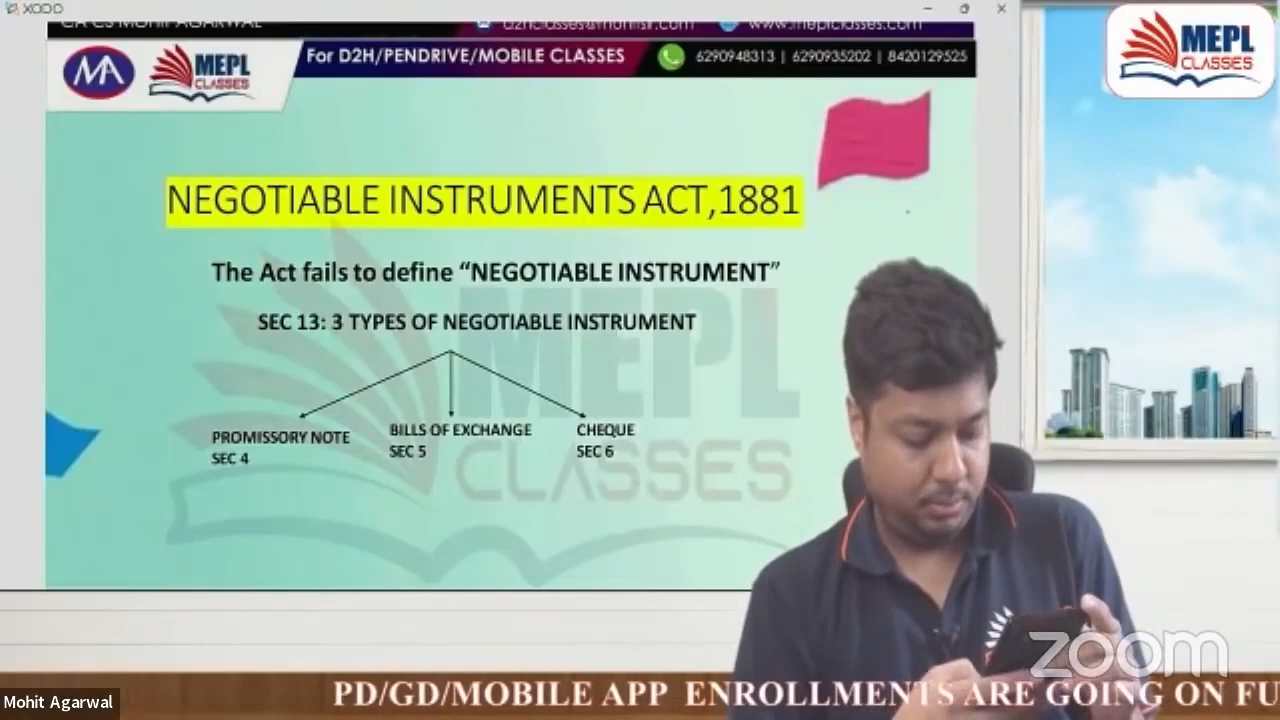 XODO
CA CS MOHIT AGARWAL
d2hclasses@mohitsir.com
www.meplclasses.com
MA
MEPL
CLASSES
For D2H/PENDRIVE/MOBILE CLASSES
6290948313 | 6290935202 | 8420129525
MEPL
CLASSES
NEGOTIABLE INSTRUMENTS ACT,1881
The Act fails to define “NEGOTIABLE INSTRUMENT”
SEC 13: 3 TYPES OF NEGOTIABLE INSTRUMENT
MEPL
CLASSES
PROMISSORY NOTE
SEC 4
BILLS OF EXCHANGE
SEC 5
CHEQUE
SEC 6
zoom
Mohit Agarwal
PD/GD/MOBILE APP ENROLLMENTS ARE GOING ON FU